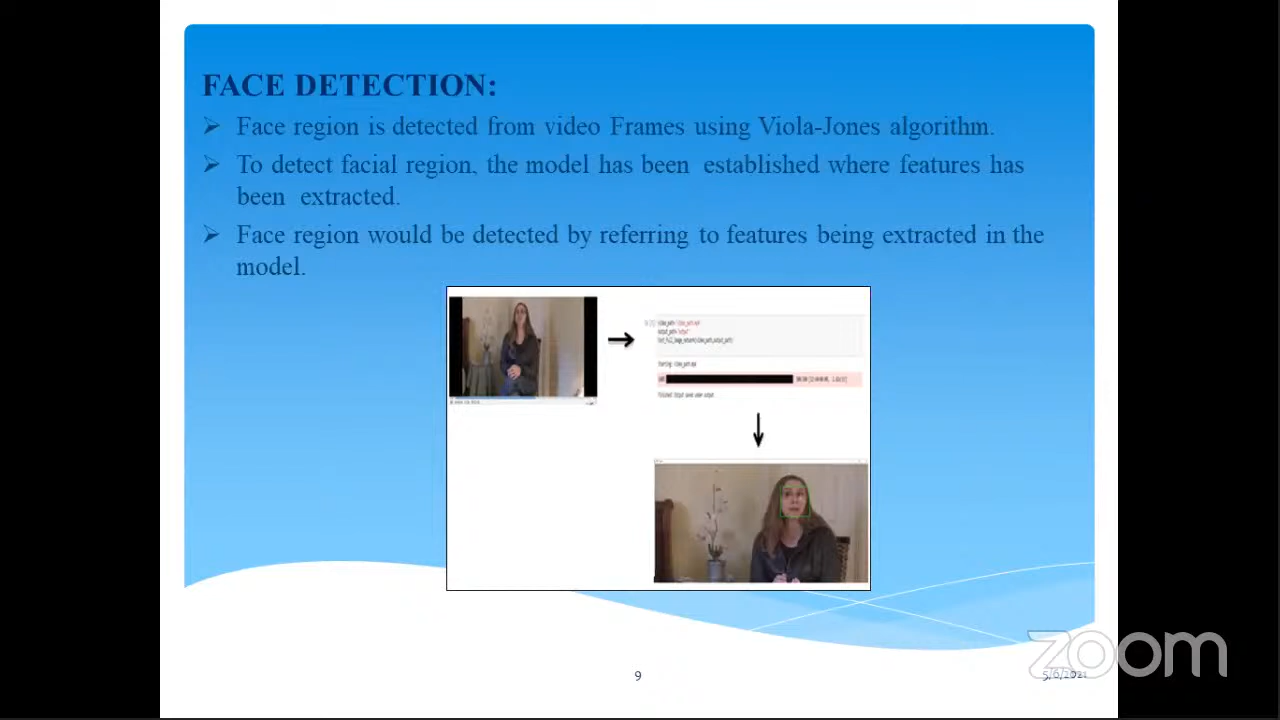 FACE DETECTION:
Face region is detected from video Frames using Viola-Jones algorithm.
To detect facial region, the model has been established where features has
been extracted.
Face region would be detected by referring to features being extracted in the
model.
9
zoom